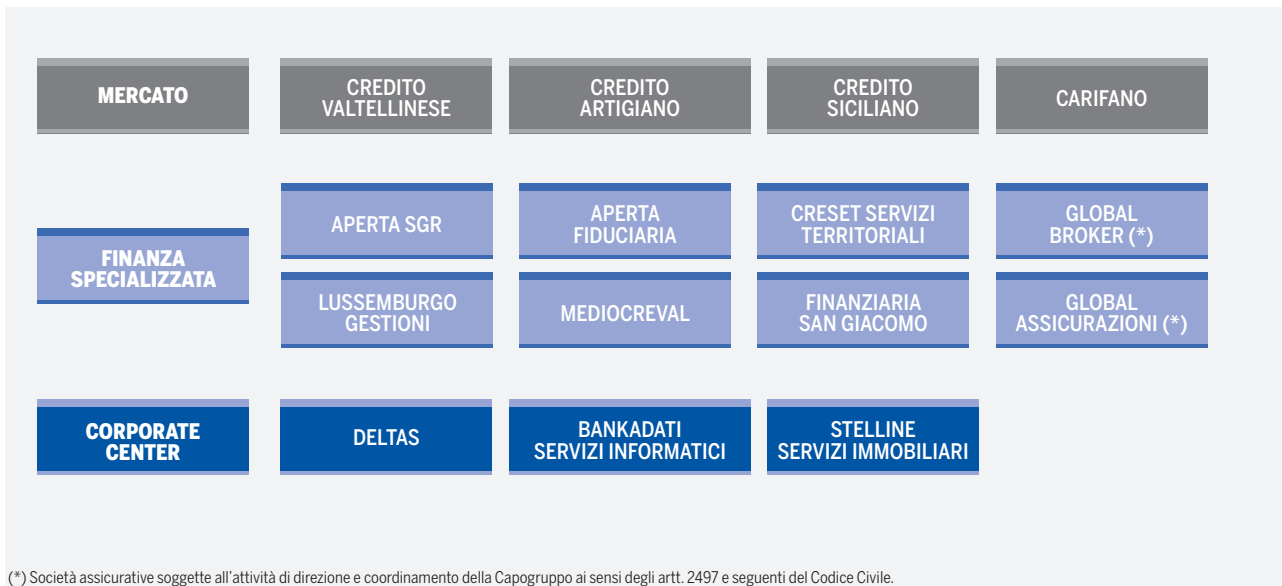 MERCATO
CREDITO
VALTELLINESE
CREDITO
ARTIGIANO
CREDITO
SICILIANO
CARIFANO
FINANZA
SPECIALIZZATA
APERTA SGR
APERTA
FIDUCIARIA
CRESET SERVIZI
TERRITORIALI
GLOBAL
BROKER (*)
LUSSEMBURGO
GESTIONI
MEDIOCREVAL
FINANZIARIA
SAN GIACOMO
GLOBAL
ASSICURAZIONI (*)
CORPORATE
CENTER
DELTAS
BANKADATI
SERVIZI INFORMATICI
STELLINE
SERVIZI IMMOBILIARI
(*) Società assicurative soggette all'attività di direzione e coordinamento della Capogruppo ai sensi degli artt. 2497 e seguenti del Codice Civile.